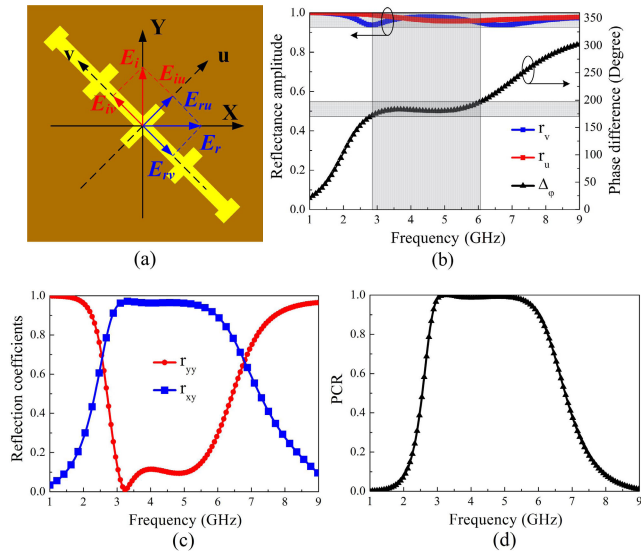 Y
v
u
E_i
E_iu
E_iv
E_ru
X
E_r
E_rv
(a)
Reflectance amplitude
1.0
0.8
0.6
0.4
0.2
0.0
350
300
250
200
150
100
50
0
Phase difference (Degree)
r_v
r_u
Δ_φ
1 2 3 4 5 6 7 8 9
Frequency (GHz)
(b)
Reflection coefficients
1.0
0.8
0.6
0.4
0.2
0.0
r_yy
r_xy
1 2 3 4 5 6 7 8 9
Frequency (GHz)
(c)
PCR
1.0
0.8
0.6
0.4
0.2
0.0
1 2 3 4 5 6 7 8 9
Frequency (GHz)
(d)